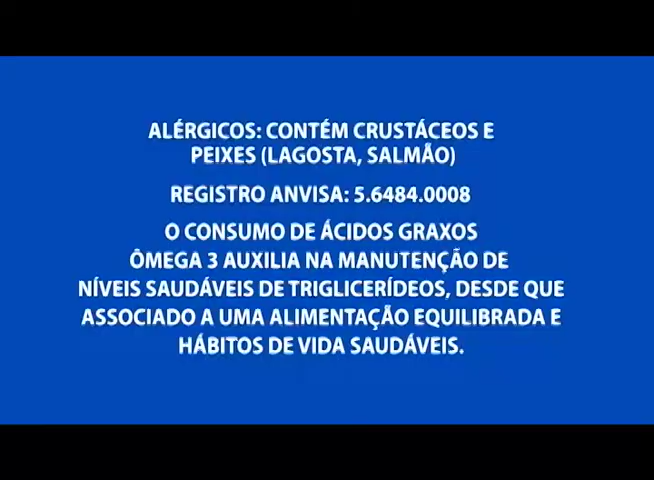 ALÉRGICOS: CONTÉM CRUSTÁCEOS E
PEIXES (LAGOSTA, SALMÃO)
REGISTRO ANVISA: 5.6484.0008
O CONSUMO DE ÁCIDOS GRAXOS
ÔMEGA 3 AUXILIA NA MANUTENÇÃO DE
NÍVEIS SAUDÁVEIS DE TRIGLICERÍDEOS, DESDE QUE
ASSOCIADO A UMA ALIMENTAÇÃO EQUILIBRADA E
HÁBITOS DE VIDA SAUDÁVEIS.